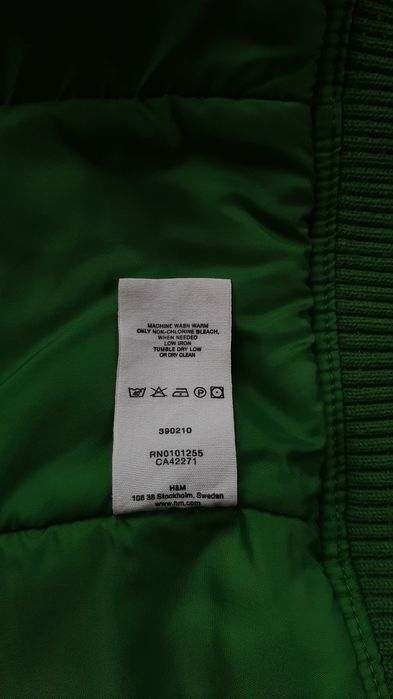 MACHINE WASH WARM
ONLY NON-CHLORINE BLEACH,
WHEN NEEDED
LOW IRON
TUMBLE DRY LOW
OR DRY CLEAN
P
390210
RN0101255
CA42271
H&M
106 38 Stockholm, Sweden
www.hm.com